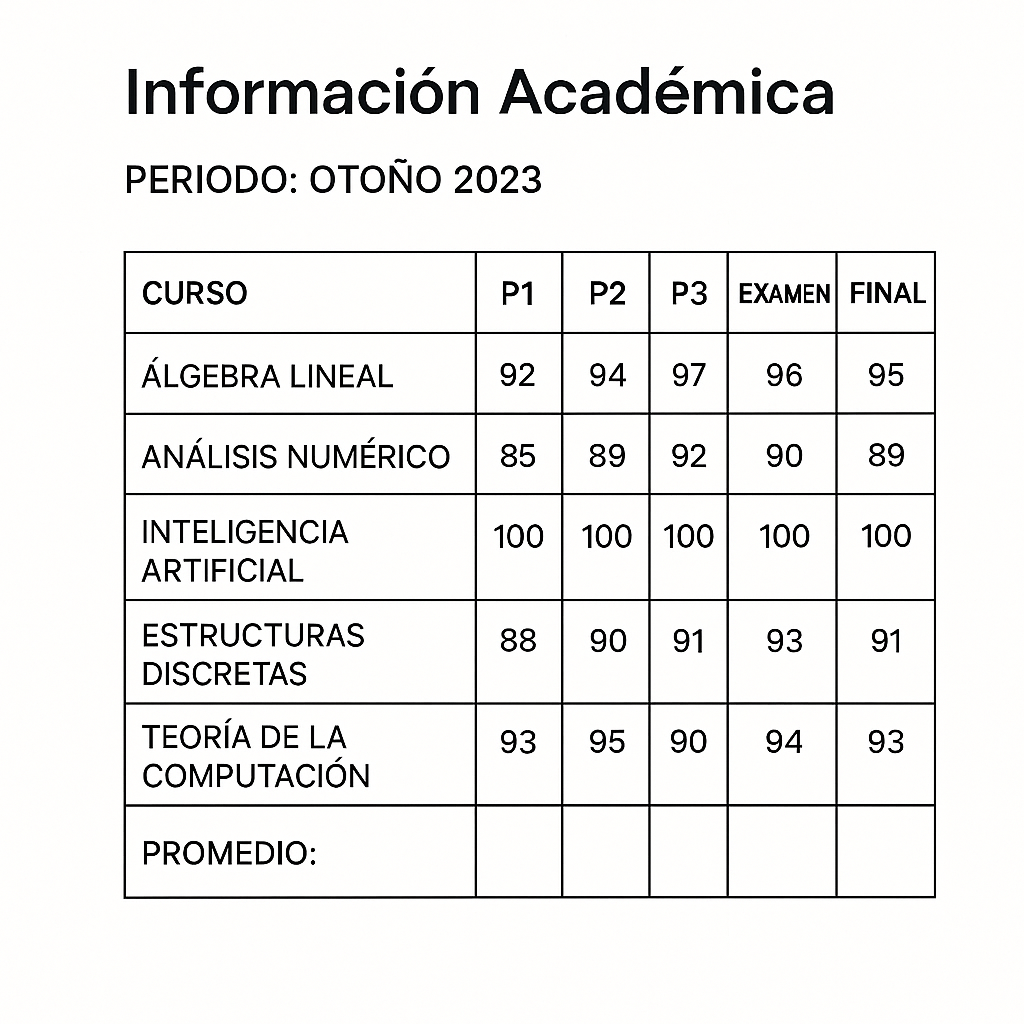 Información Académica
PERIODO: OTOÑO 2023
CURSO P1 P2 P3 EXAMEN FINAL
ÁLGEBRA LINEAL 92 94 97 96 95
ANÁLISIS NUMÉRICO 85 89 92 90 89
INTELIGENCIA 100 100 100 100 100
ARTIFICIAL
ESTRUCTURAS 88 90 91 93 91
DISCRETAS
TEORÍA DE LA 93 95 90 94 93
COMPUTACIÓN
PROMEDIO: